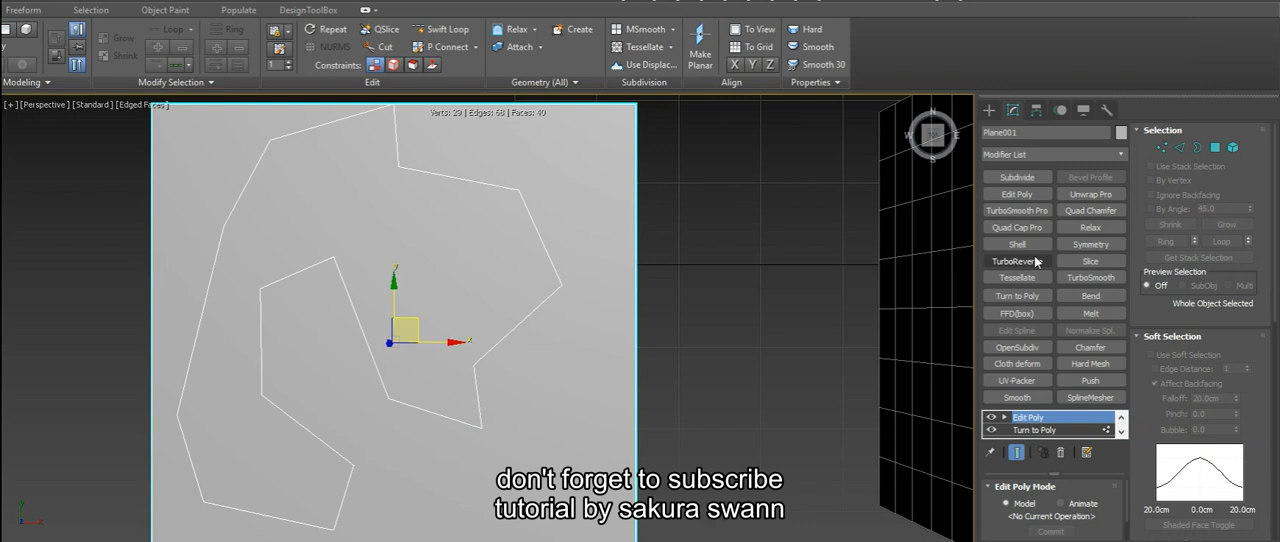 Freeform Selection Object Paint Populate DesignToolBox
Loop Ring Repeat QSlice Swift Loop Relax Create MSmooth To View Hard
Grow NURMS Cut P Connect Attach Tessellate Make Planar To Grid Smooth
Shrink 1 Constraints: Use Displac... X Y Z Smooth 30
Modeling Modify Selection Edit Geometry (All) Subdivision Align Properties
[+] [Perspective] [Standard] [Edged Faces]
N
W E
S
y
x
Plane001
Modifier List
Subdivide Bevel Profile
Edit Poly Unwrap Pro
TurboSmooth Pro Quad Chamfer
Quad Cap Pro Relax
Shell Symmetry
TurboReverse Slice
Tessellate TurboSmooth
Turn to Poly Bend
FFD(box) Melt
Edit Spline Normalize Spl.
OpenSubdiv Chamfer
Cloth deform Hard Mesh
UV-Packer Push
Smooth SplineMesher
Edit Poly
Turn to Poly
Edit Poly Mode
Model Animate
<No Current Operation>
Commit
Selection
Use Stack Selection
By Vertex
Ignore Backfacing
By Angle: 45.0
Shrink Grow
Ring Loop
Get Stack Selection
Preview Selection
Off SubObj Multi
Whole Object Selected
Soft Selection
Use Soft Selection
Edge Distance: 1
Affect Backfacing
Falloff: 20.0cm
Pinch: 0.0
Bubble: 0.0
20.0cm 0.0cm 20.0cm
Shaded Face Toggle
don't forget to subscribe
tutorial by sakura swann